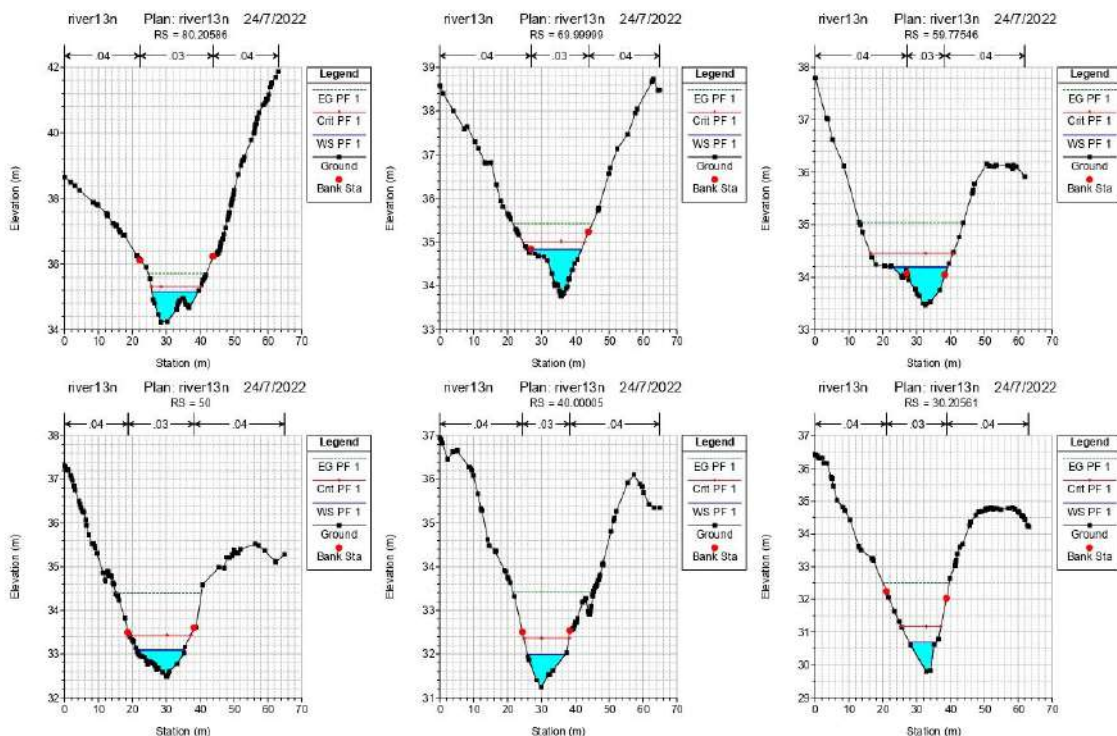 river13n Plan: river13n 24/7/2022
RS = 80.20586
.04 .03 .04
Legend
EG PF 1
Crit PF 1
WS PF 1
Ground
Bank Sta
Elevation (m)
42
40
38
36
34
0 10 20 30 40 50 60 70
Station (m)
river13n Plan: river13n 24/7/2022
RS = 69.99999
.04 .03 .04
Legend
EG PF 1
Crit PF 1
WS PF 1
Ground
Bank Sta
Elevation (m)
39
38
37
36
35
34
33
0 10 20 30 40 50 60 70
Station (m)
river13n Plan: river13n 24/7/2022
RS = 59.77546
.04 .03 .04
Legend
EG PF 1
Crit PF 1
WS PF 1
Ground
Bank Sta
Elevation (m)
38
37
36
35
34
33
0 10 20 30 40 50 60 70
Station (m)
river13n Plan: river13n 24/7/2022
RS = 50
.04 .03 .04
Legend
EG PF 1
Crit PF 1
WS PF 1
Ground
Bank Sta
Elevation (m)
38
37
36
35
34
33
32
0 10 20 30 40 50 60 70
Station (m)
river13n Plan: river13n 24/7/2022
RS = 40.00005
.04 .03 .04
Legend
EG PF 1
Crit PF 1
WS PF 1
Ground
Bank Sta
Elevation (m)
37
36
35
34
33
32
31
0 10 20 30 40 50 60 70
Station (m)
river13n Plan: river13n 24/7/2022
RS = 30.20561
.04 .03 .04
Legend
EG PF 1
Crit PF 1
WS PF 1
Ground
Bank Sta
Elevation (m)
37
36
35
34
33
32
31
30
29
0 10 20 30 40 50 60 70
Station (m)